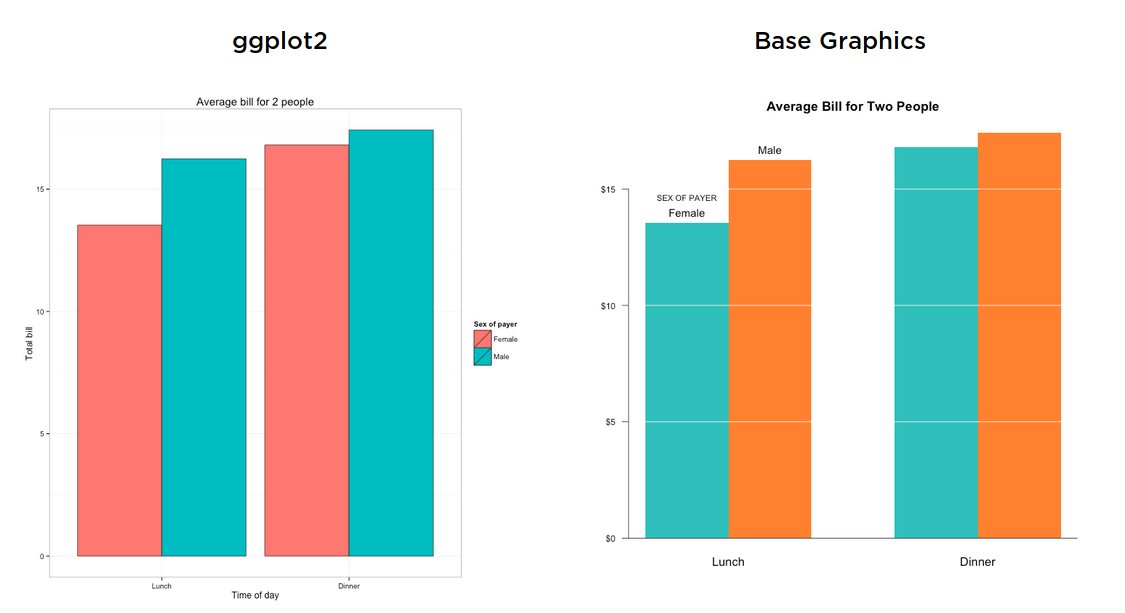 ggplot2
Average bill for 2 people
15
10
5
0
Total bill
Lunch
Dinner
Time of day
Sex of payer
Female
Male
Base Graphics
Average Bill for Two People
Male
SEX OF PAYER
Female
$15
$10
$5
$0
Lunch
Dinner